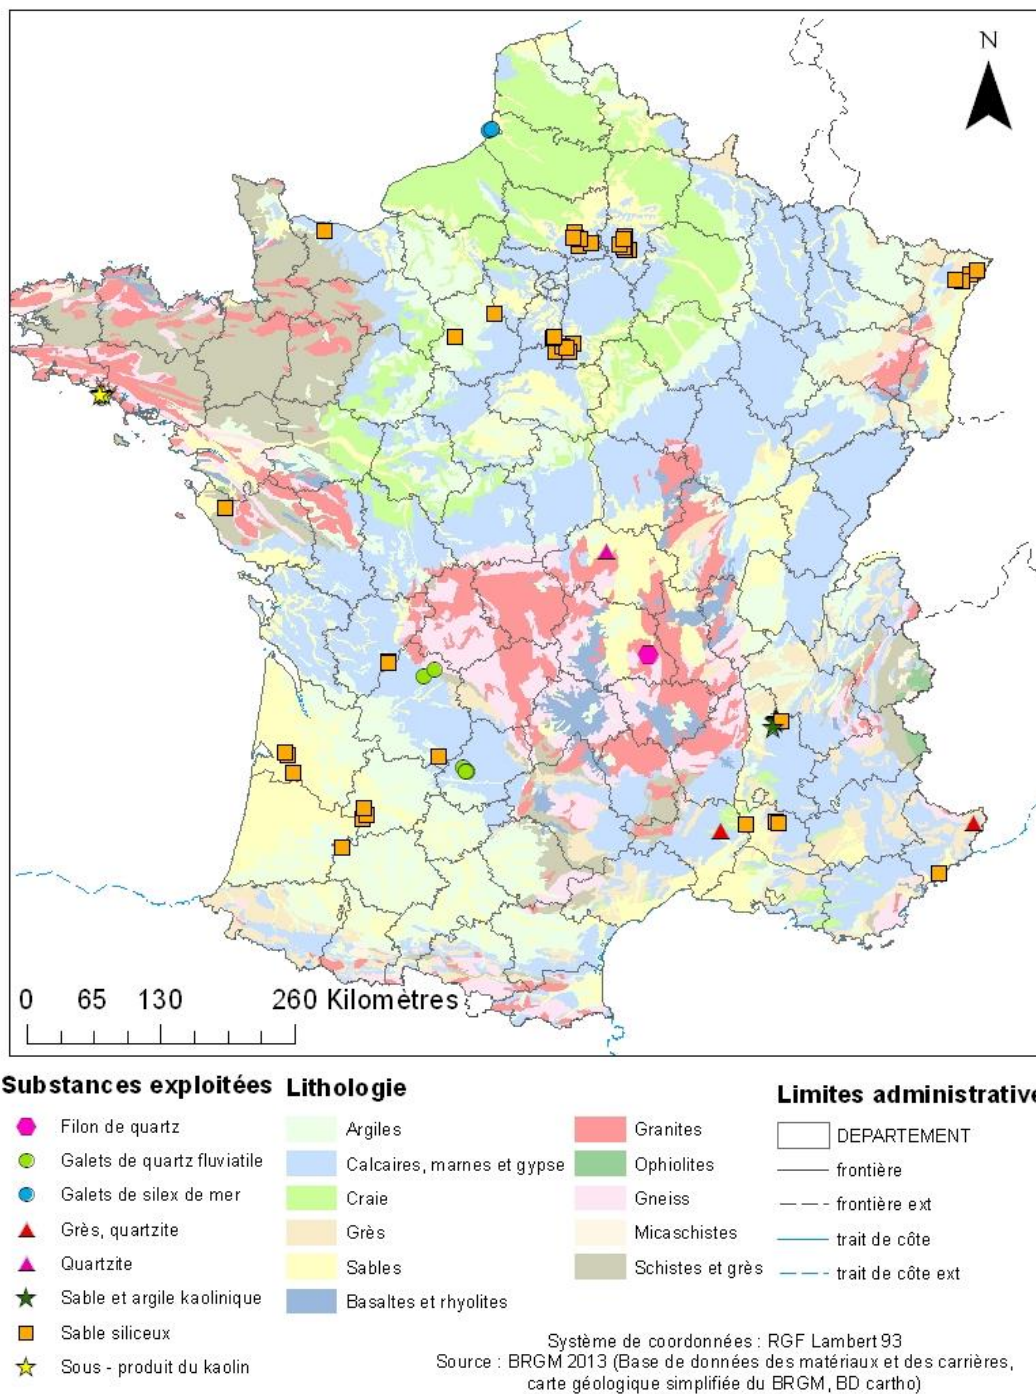 N
0 65 130 260 Kilomètres
Substances exploitées
Filon de quartz
Galets de quartz fluviatile
Galets de silex de mer
Grès, quartzite
Quartzite
Sable et argile kaolinique
Sable siliceux
Sous - produit du kaolin
Lithologie
Argiles
Calcaires, marnes et gypse
Craie
Grès
Sables
Basaltes et rhyolites
Granites
Ophiolites
Gneiss
Micaschistes
Schistes et grès
Limites administrative
DEPARTEMENT
frontière
frontière ext
trait de côte
trait de côte ext
Système de coordonnées : RGF Lambert 93
Source : BRGM 2013 (Base de données des matériaux et des carrières,
carte géologique simplifiée du BRGM, BD cartho)